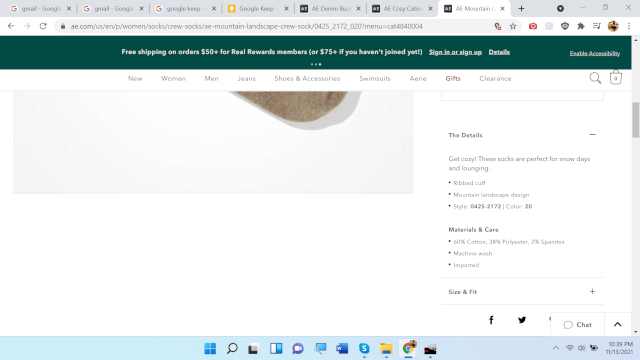 gmail - Google
gmail - Google
google keep -
Google Keep
AE Denim Buc
AE Cozy Cabin
AE Mountain L
ae.com/us/en/p/women/socks/crew-socks/ae-mountain-landscape-crew-sock/0425_2172_020?menu=cat4840004
Free shipping on orders $50+ for Real Rewards members (or $75+ if you haven't joined yet!) Sign in or sign up Details
Enable Accessibility
New Women Men Jeans Shoes & Accessories Swimsuits Aerie Gifts Clearance
0
The Details
Get cozy! These socks are perfect for snow days
and lounging.
• Ribbed cuff
• Mountain landscape design
• Style: 0425-2172 | Color: 20
Materials & Care
• 60% Cotton, 38% Polyester, 2% Spandex
• Machine wash
• Imported
Size & Fit
Chat
10:39 PM
11/13/2021